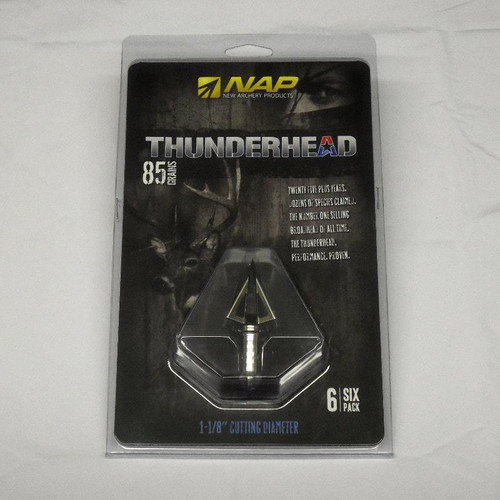 NAP
NEW ARCHERY PRODUCTS
THUNDERHEAD
85 GRAINS
TWENTY FIVE PLUS YEARS.
DOZENS OF SPECIES CLAIMED.
THE NUMBER ONE SELLING
BROADHEAD OF ALL TIME.
THE THUNDERHEAD.
PERFORMANCE. PROVEN.
6 SIX
PACK
1-1/8" CUTTING DIAMETER